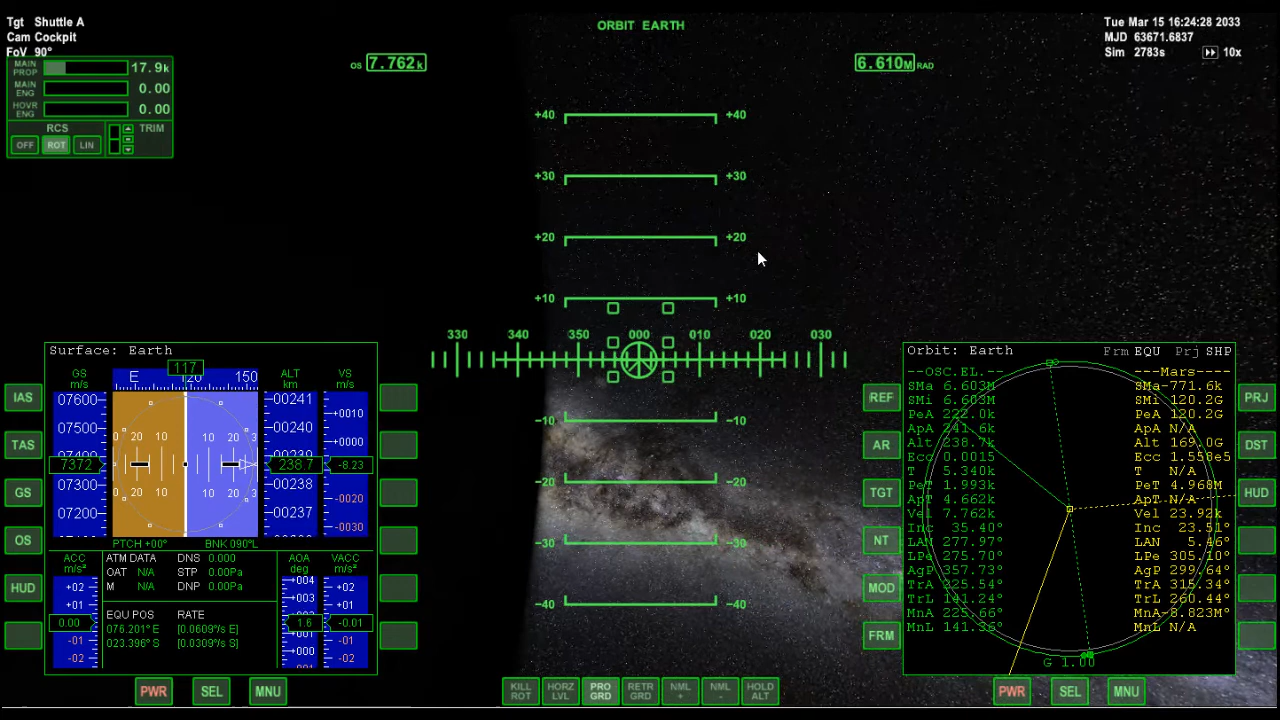 Tgt Shuttle A
Cam Cockpit
FoV 90°
ORBIT EARTH
Tue Mar 15 16:24:28 2033
MJD 63671.6837
Sim 2783s 10x
MAIN PROP 17.9k
MAIN ENG 0.00
HOVR ENG 0.00
RCS TRIM
OFF ROT LIN
OS 7.762k
6.610M RAD
+40 +40
+30 +30
+20 +20
+10 +10
330 340 350 000 010 020 030
-10 -10
-20 -20
-30 -30
-40 -40
Surface: Earth
GS m/s
117
E 120 150
ALT km
VS m/s
07600
07500
7372
07300
07200
20 10 10 20 3
20 10 10 20
00241
00240
238.7
00238
00237
+0010
+0000
-8.23
-0020
-0030
PTCH +00° BNK 090°L
ACC m/s²
+02
+01
0.00
-01
-02
ATM DATA
OAT N/A
M N/A
DNS 0.000
STP 0.00Pa
DNP 0.00Pa
EQU POS RATE
076.201° E [0.0609°/s E]
023.396° S [0.0309°/s S]
AOA deg
+004
+003
1.6
+001
+000
VACC m/s²
+02
+01
-0.01
-01
-02
IAS
TAS
GS
OS
HUD
PWR SEL MNU
KILL ROT
HORZ LVL
PRO GRD
RETR GRD
NML +
NML -
HOLD ALT
Orbit: Earth Frm EQU Prj SHP
--OSC.EL.--
SMa 6.603M
SMi 6.603M
PeA 222.0k
ApA 241.6k
Alt 238.7k
Ecc 0.0015
T 5.340k
PeT 1.993k
ApT 4.662k
Vel 7.762k
Inc 35.40°
LAN 277.97°
LPe 275.70°
AgP 357.73°
TrA 225.54°
TrL 141.24°
MnA 225.66°
MnL 141.36°
---Mars---
SMa-771.6k
SMi 120.2G
PeA 120.2G
ApA N/A
Alt 169.0G
Ecc 1.558e5
T N/A
PeT 4.968M
ApT N/A
Vel 23.92k
Inc 23.91°
LAN 5.46°
LPe 305.10°
AgP 299.64°
TrA 315.34°
TrL 260.44°
MnA-8.823M°
MnL N/A
G 1.00
REF
AR
TGT
NT
MOD
FRM
PRJ
DST
HUD
PWR SEL MNU